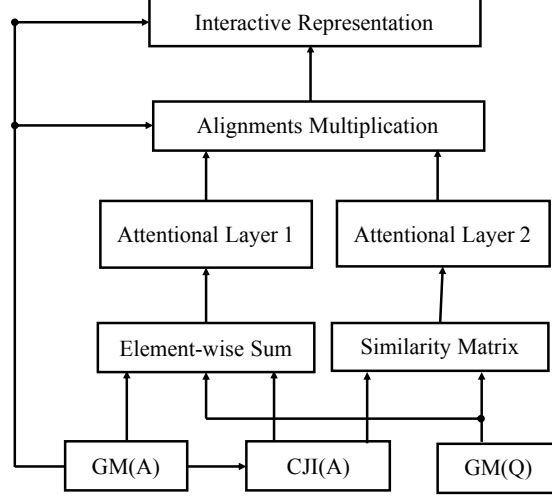 Interactive Representation
Alignments Multiplication
Attentional Layer 1
Attentional Layer 2
Element-wise Sum
Similarity Matrix
GM(A)
CJI(A)
GM(Q)